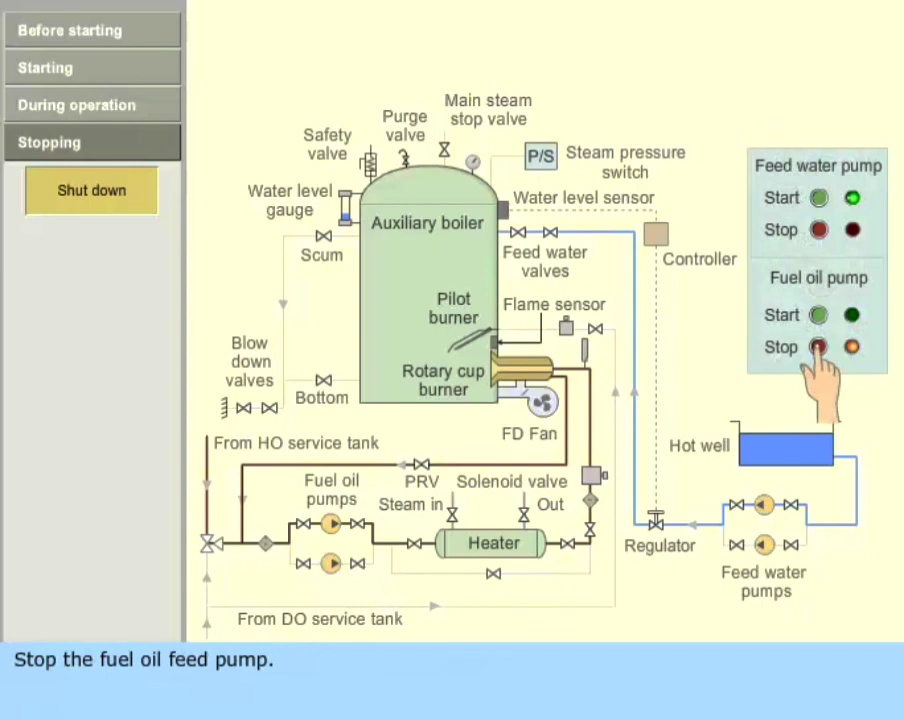 Before starting
Starting
During operation
Stopping
Shut down
Main steam
stop valve
Purge
valve
Safety
valve
P/S
Steam pressure
switch
Water level
gauge
Water level sensor
Auxiliary boiler
Scum
Feed water
valves
Controller
Pilot
burner
Flame sensor
Blow
down
valves
Rotary cup
burner
Bottom
FD Fan
Feed water pump
Start
Stop
Fuel oil pump
Start
Stop
From HO service tank
Hot well
Fuel oil
pumps
PRV
Solenoid valve
Steam in
Out
Heater
Regulator
Feed water
pumps
From DO service tank
Stop the fuel oil feed pump.